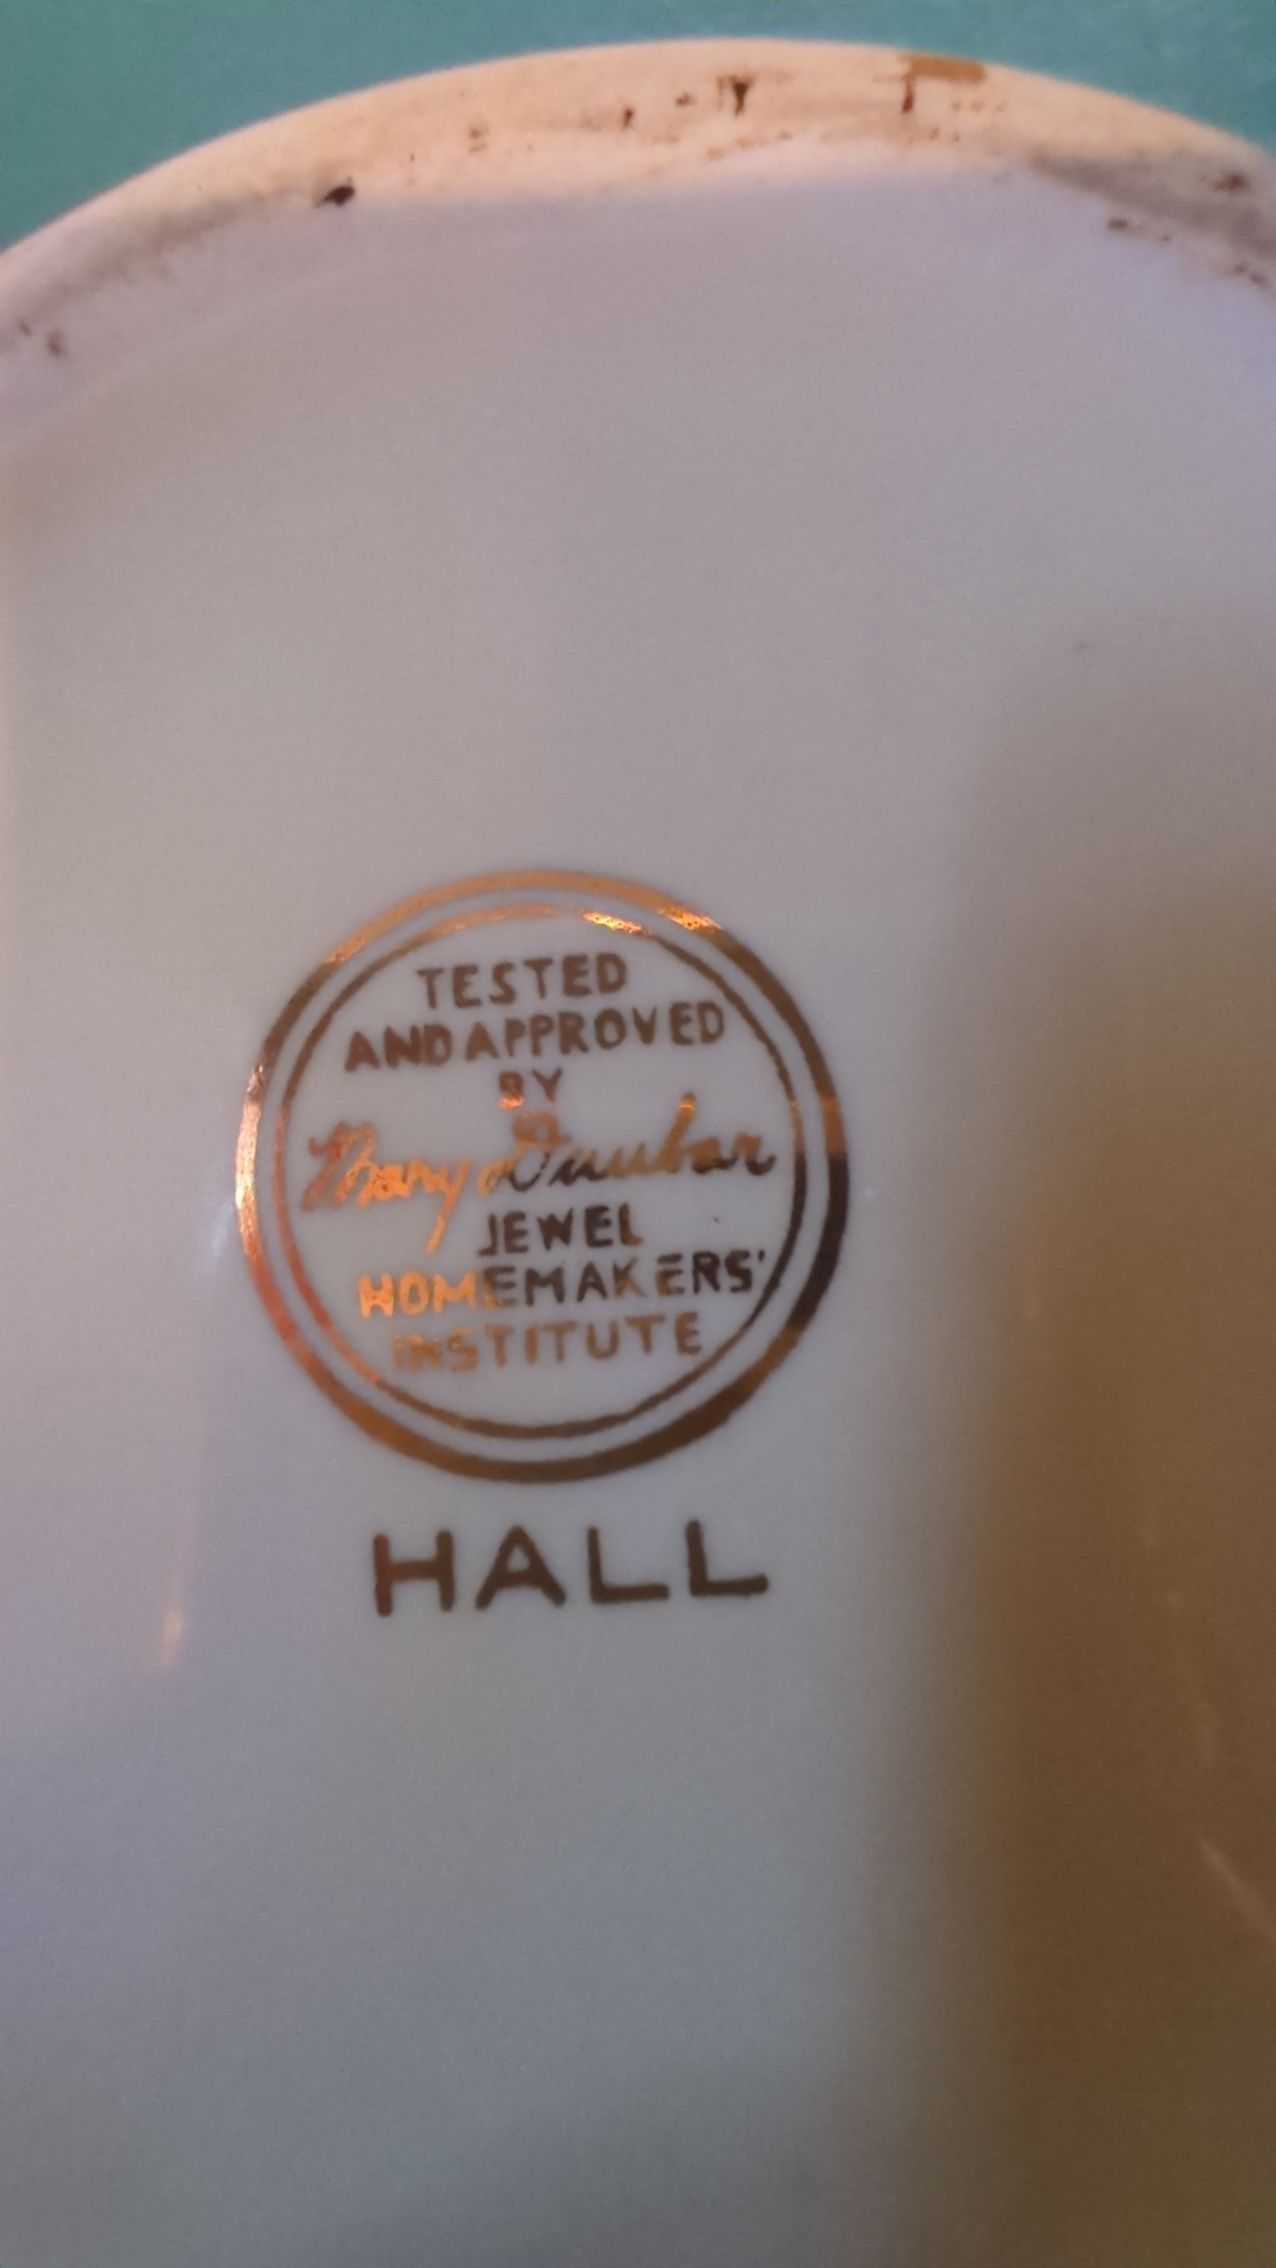 TESTED
AND APPROVED
BY
Mary Dunbar
JEWEL
HOMEMAKERS'
INSTITUTE
HALL